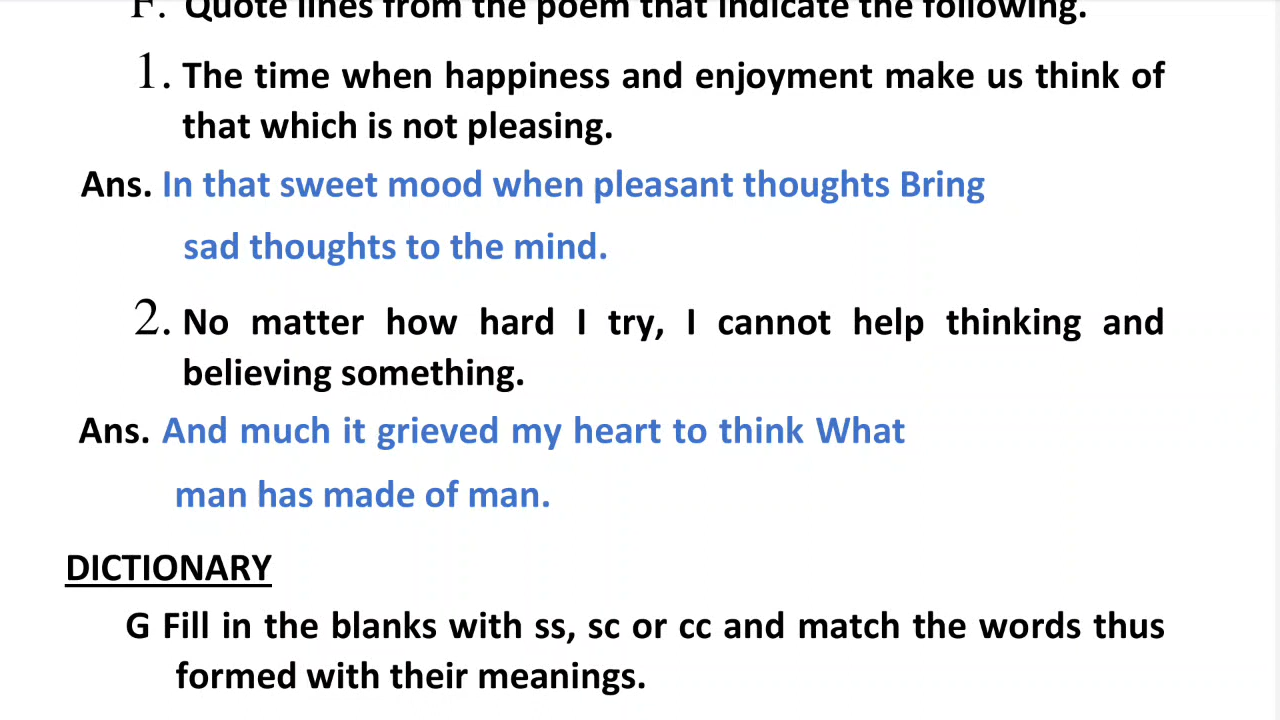 F. Quote lines from the poem that indicate the following.
1. The time when happiness and enjoyment make us think of
that which is not pleasing.
Ans. In that sweet mood when pleasant thoughts Bring
sad thoughts to the mind.
2. No matter how hard I try, I cannot help thinking and
believing something.
Ans. And much it grieved my heart to think What
man has made of man.
DICTIONARY
G Fill in the blanks with ss, sc or cc and match the words thus
formed with their meanings.